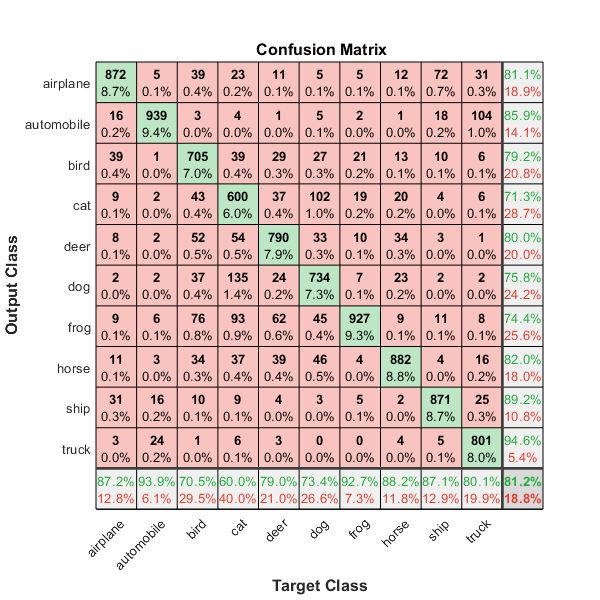 Confusion Matrix
872 5 39 23 11 5 5 12 72 31 81.1%
airplane
8.7% 0.1% 0.4% 0.2% 0.1% 0.1% 0.1% 0.1% 0.7% 0.3% 18.9%
16 939 3 4 1 5 2 1 18 104 85.9%
automobile
0.2% 9.4% 0.0% 0.0% 0.0% 0.1% 0.0% 0.0% 0.2% 1.0% 14.1%
39 1 705 39 29 27 21 13 10 6 79.2%
bird
0.4% 0.0% 7.0% 0.4% 0.3% 0.3% 0.2% 0.1% 0.1% 0.1% 20.8%
9 2 43 600 37 102 19 20 4 6 71.3%
cat
0.1% 0.0% 0.4% 6.0% 0.4% 1.0% 0.2% 0.2% 0.0% 0.1% 28.7%
8 2 52 54 790 33 10 34 3 1 80.0%
deer
0.1% 0.0% 0.5% 0.5% 7.9% 0.3% 0.1% 0.3% 0.0% 0.0% 20.0%
2 2 37 135 24 734 7 23 2 2 75.8%
dog
0.0% 0.0% 0.4% 1.4% 0.2% 7.3% 0.1% 0.2% 0.0% 0.0% 24.2%
9 6 76 93 62 45 927 9 11 8 74.4%
frog
0.1% 0.1% 0.8% 0.9% 0.6% 0.4% 9.3% 0.1% 0.1% 0.1% 25.6%
11 3 34 37 39 46 4 882 4 16 82.0%
horse
0.1% 0.0% 0.3% 0.4% 0.4% 0.5% 0.0% 8.8% 0.0% 0.2% 18.0%
31 16 10 9 4 3 5 2 871 25 89.2%
ship
0.3% 0.2% 0.1% 0.1% 0.0% 0.0% 0.1% 0.0% 8.7% 0.3% 10.8%
3 24 1 6 3 0 0 4 5 801 94.6%
truck
0.0% 0.2% 0.0% 0.1% 0.0% 0.0% 0.0% 0.0% 0.1% 8.0% 5.4%
87.2% 93.9% 70.5% 60.0% 79.0% 73.4% 92.7% 88.2% 87.1% 80.1% 81.2%
12.8% 6.1% 29.5% 40.0% 21.0% 26.6% 7.3% 11.8% 12.9% 19.9% 18.8%
airplane automobile bird cat deer dog frog horse ship truck
Target Class
Output Class